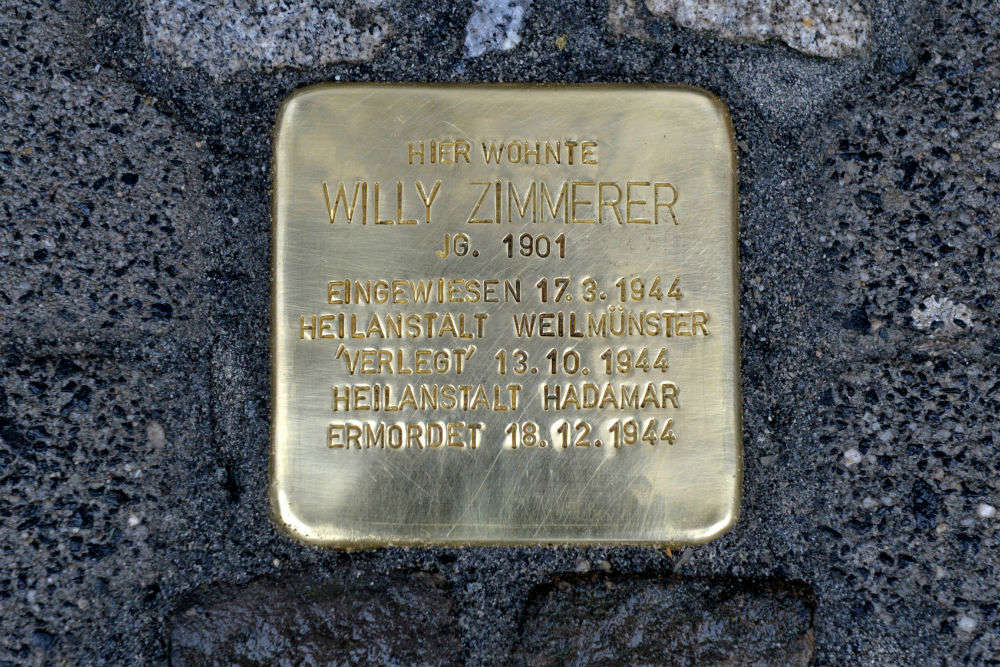 HIER WOHNTE
WILLY ZIMMERER
JG. 1901
EINGEWIESEN 17.3.1944
HEILANSTALT WEILMÜNSTER
'VERLEGT' 13.10.1944
HEILANSTALT HADAMAR
ERMORDET 18.12.1944